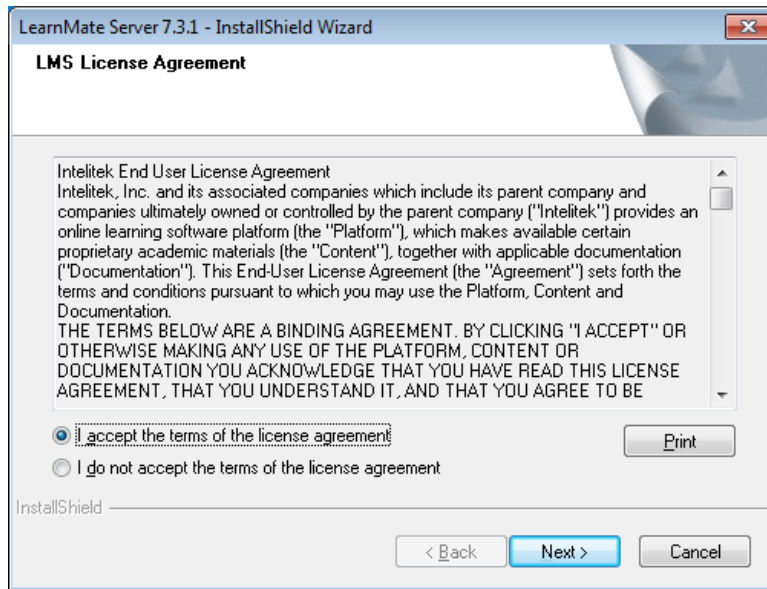 LearnMate Server 7.3.1 - InstallShield Wizard
LMS License Agreement
Intelitek End User License Agreement
Intelitek, Inc. and its associated companies which include its parent company and
companies ultimately owned or controlled by the parent company ("Intelitek") provides an
online learning software platform (the "Platform"), which makes available certain
proprietary academic materials (the "Content"), together with applicable documentation
("Documentation"). This End-User License Agreement (the "Agreement") sets forth the
terms and conditions pursuant to which you may use the Platform, Content and
Documentation.
THE TERMS BELOW ARE A BINDING AGREEMENT. BY CLICKING "I ACCEPT" OR
OTHERWISE MAKING ANY USE OF THE PLATFORM, CONTENT OR
DOCUMENTATION YOU ACKNOWLEDGE THAT YOU HAVE READ THIS LICENSE
AGREEMENT, THAT YOU UNDERSTAND IT, AND THAT YOU AGREE TO BE
I accept the terms of the license agreement
Print
I do not accept the terms of the license agreement
InstallShield
< Back Next > Cancel